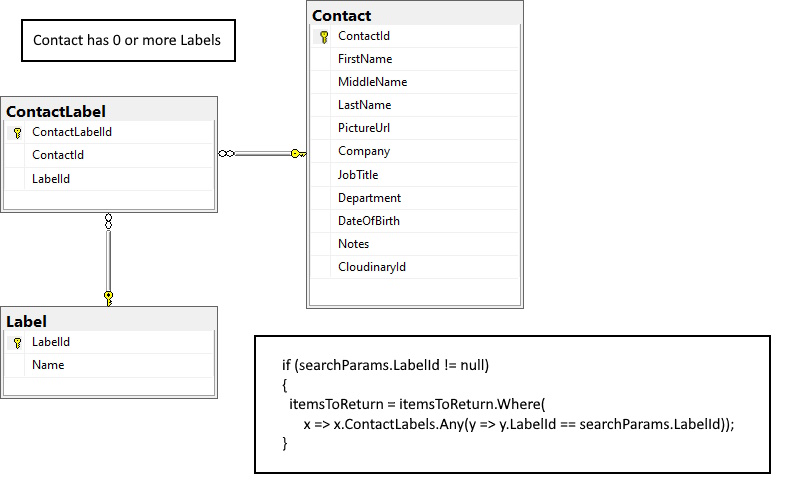 Contact has 0 or more Labels
Contact
ContactId
FirstName
MiddleName
LastName
PictureUrl
Company
JobTitle
Department
DateOfBirth
Notes
CloudinaryId
ContactLabel
ContactLabelId
ContactId
LabelId
Label
LabelId
Name
if (searchParams.LabelId != null)
{
itemsToReturn = itemsToReturn.Where(
x => x.ContactLabels.Any(y => y.LabelId == searchParams.LabelId));
}